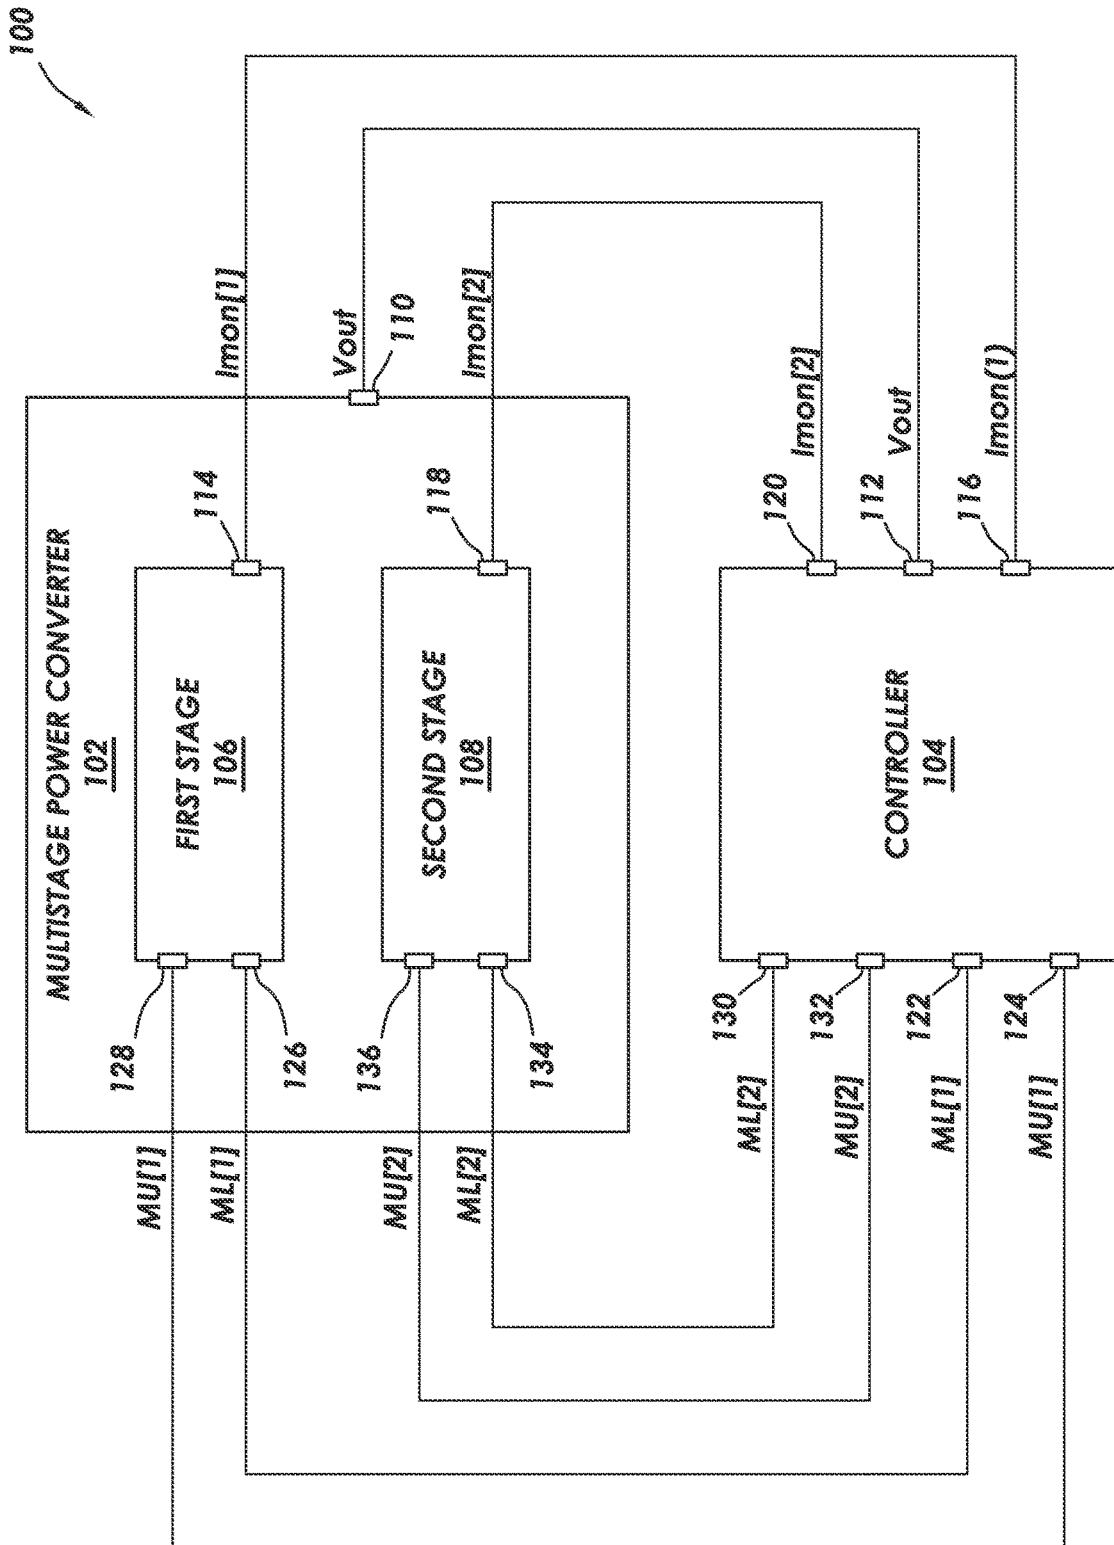 100
MULTISTAGE POWER CONVERTER
102
MU[1]
128
FIRST STAGE
106
114
Imon[1]
ML[1]
126
Vout
110
MU[2]
136
SECOND STAGE
108
118
Imon[2]
ML[2]
134
130
ML[2]
120
Imon[2]
132
MU[2]
CONTROLLER
104
112
Vout
122
ML[1]
116
Imon(1)
124
MU[1]